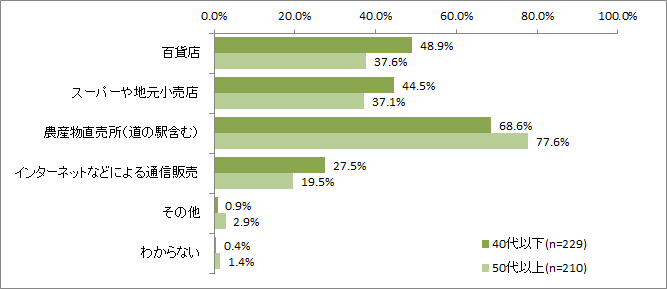 0.0% 20.0% 40.0% 60.0% 80.0% 100.0%
百貨店 48.9%
37.6%
スーパーや地元小売店 44.5%
37.1%
農産物直売所(道の駅含む) 68.6%
77.6%
インターネットなどによる通信販売 27.5%
19.5%
その他 0.9%
2.9%
わからない 0.4%
1.4%
40代以下(n=229)
50代以上(n=210)